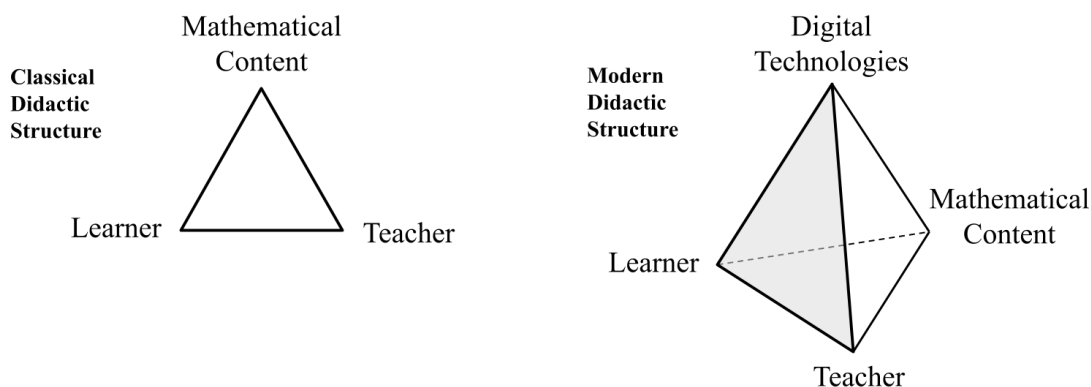 Mathematical
Content
Classical
Didactic
Structure
Learner
Teacher
Digital
Technologies
Modern
Didactic
Structure
Mathematical
Content
Learner
Teacher